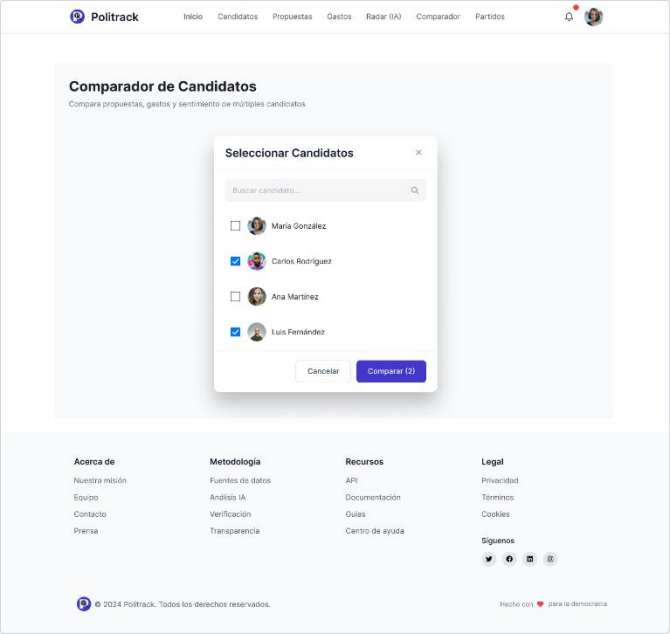 Politrack
Inicio Candidatos Propuestas Gastos Radar (IA) Comparador Partidos
Comparador de Candidatos
Compara propuestas, gastos y sentimiento de múltiples candidatos
Seleccionar Candidatos ×
Buscar candidato...
María González
Carlos Rodríguez
Ana Martínez
Luis Fernández
Cancelar Comparar (2)
Acerca de
Nuestra misión
Equipo
Contacto
Prensa
Metodología
Fuentes de datos
Análisis IA
Verificación
Transparencia
Recursos
API
Documentación
Guías
Centro de ayuda
Legal
Privacidad
Términos
Cookies
Síguenos
© 2024 Politrack. Todos los derechos reservados.
Hecho con ❤ para la democracia